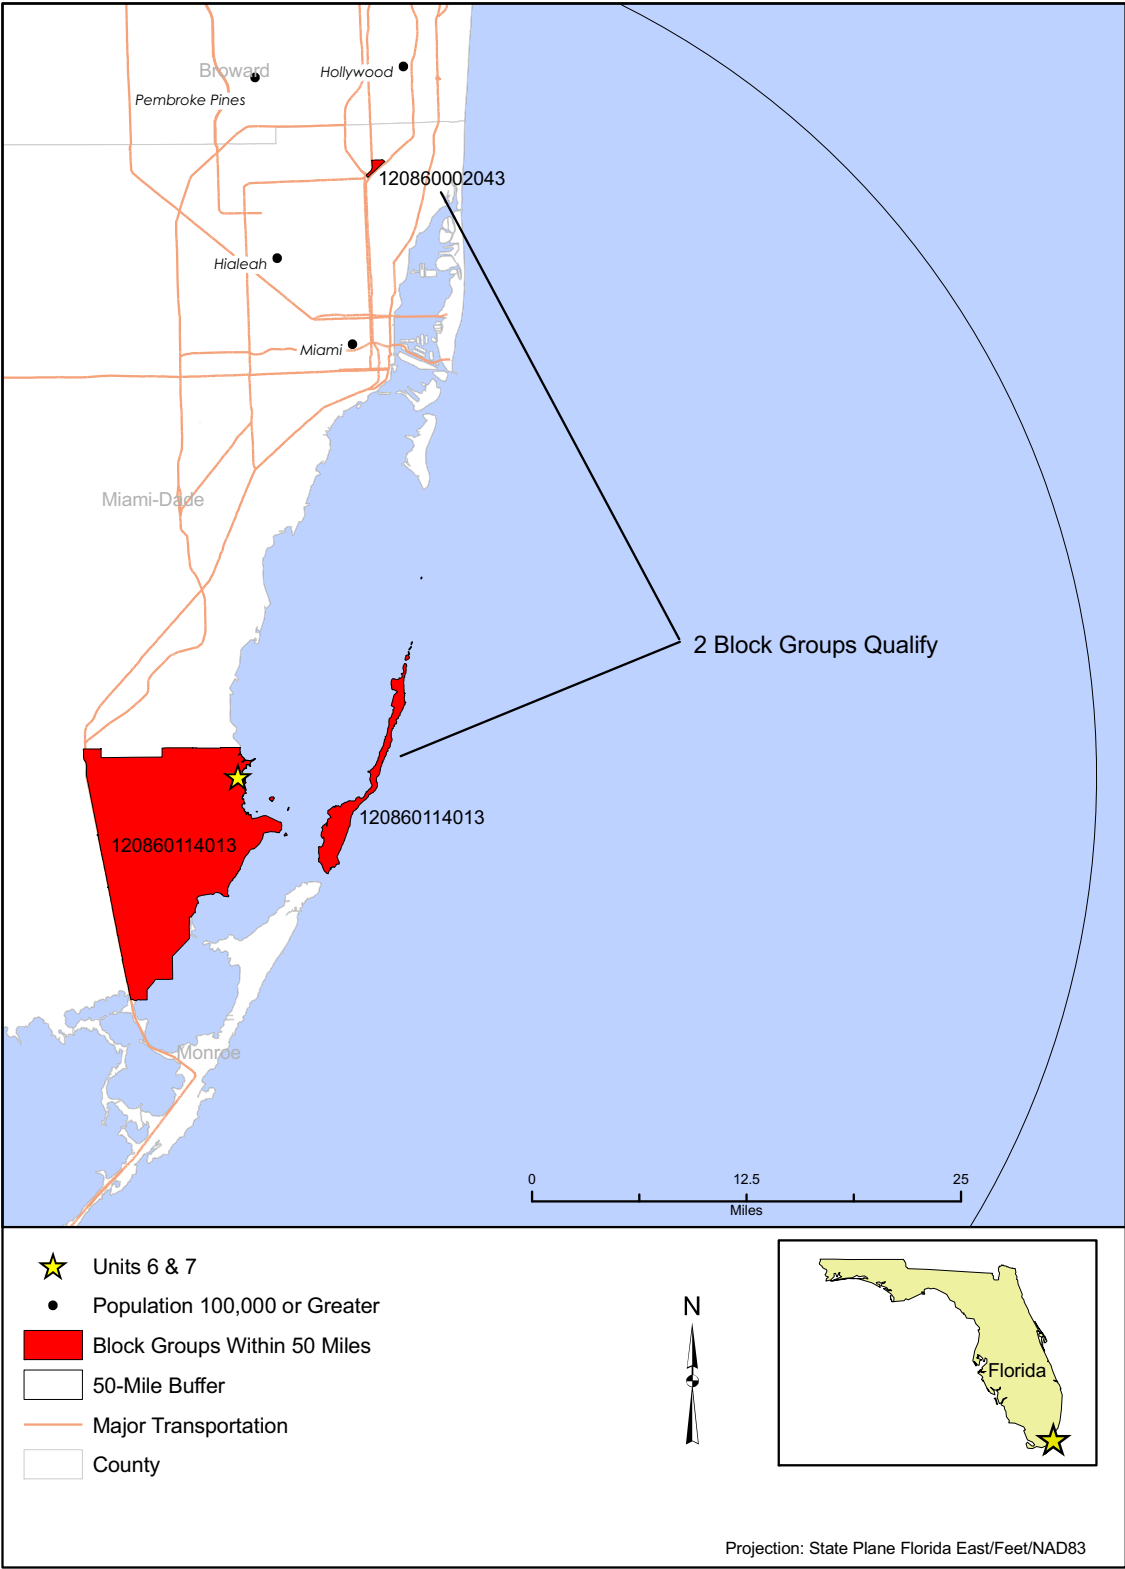 Broward
Hollywood
Pembroke Pines
120860002043
Hialeah
Miami
Miami-Dade
2 Block Groups Qualify
120860114013
120860114013
Monroe
0 12.5 25
Miles
Units 6 & 7
Population 100,000 or Greater
Block Groups Within 50 Miles
50-Mile Buffer
Major Transportation
County
N
Florida
Projection: State Plane Florida East/Feet/NAD83